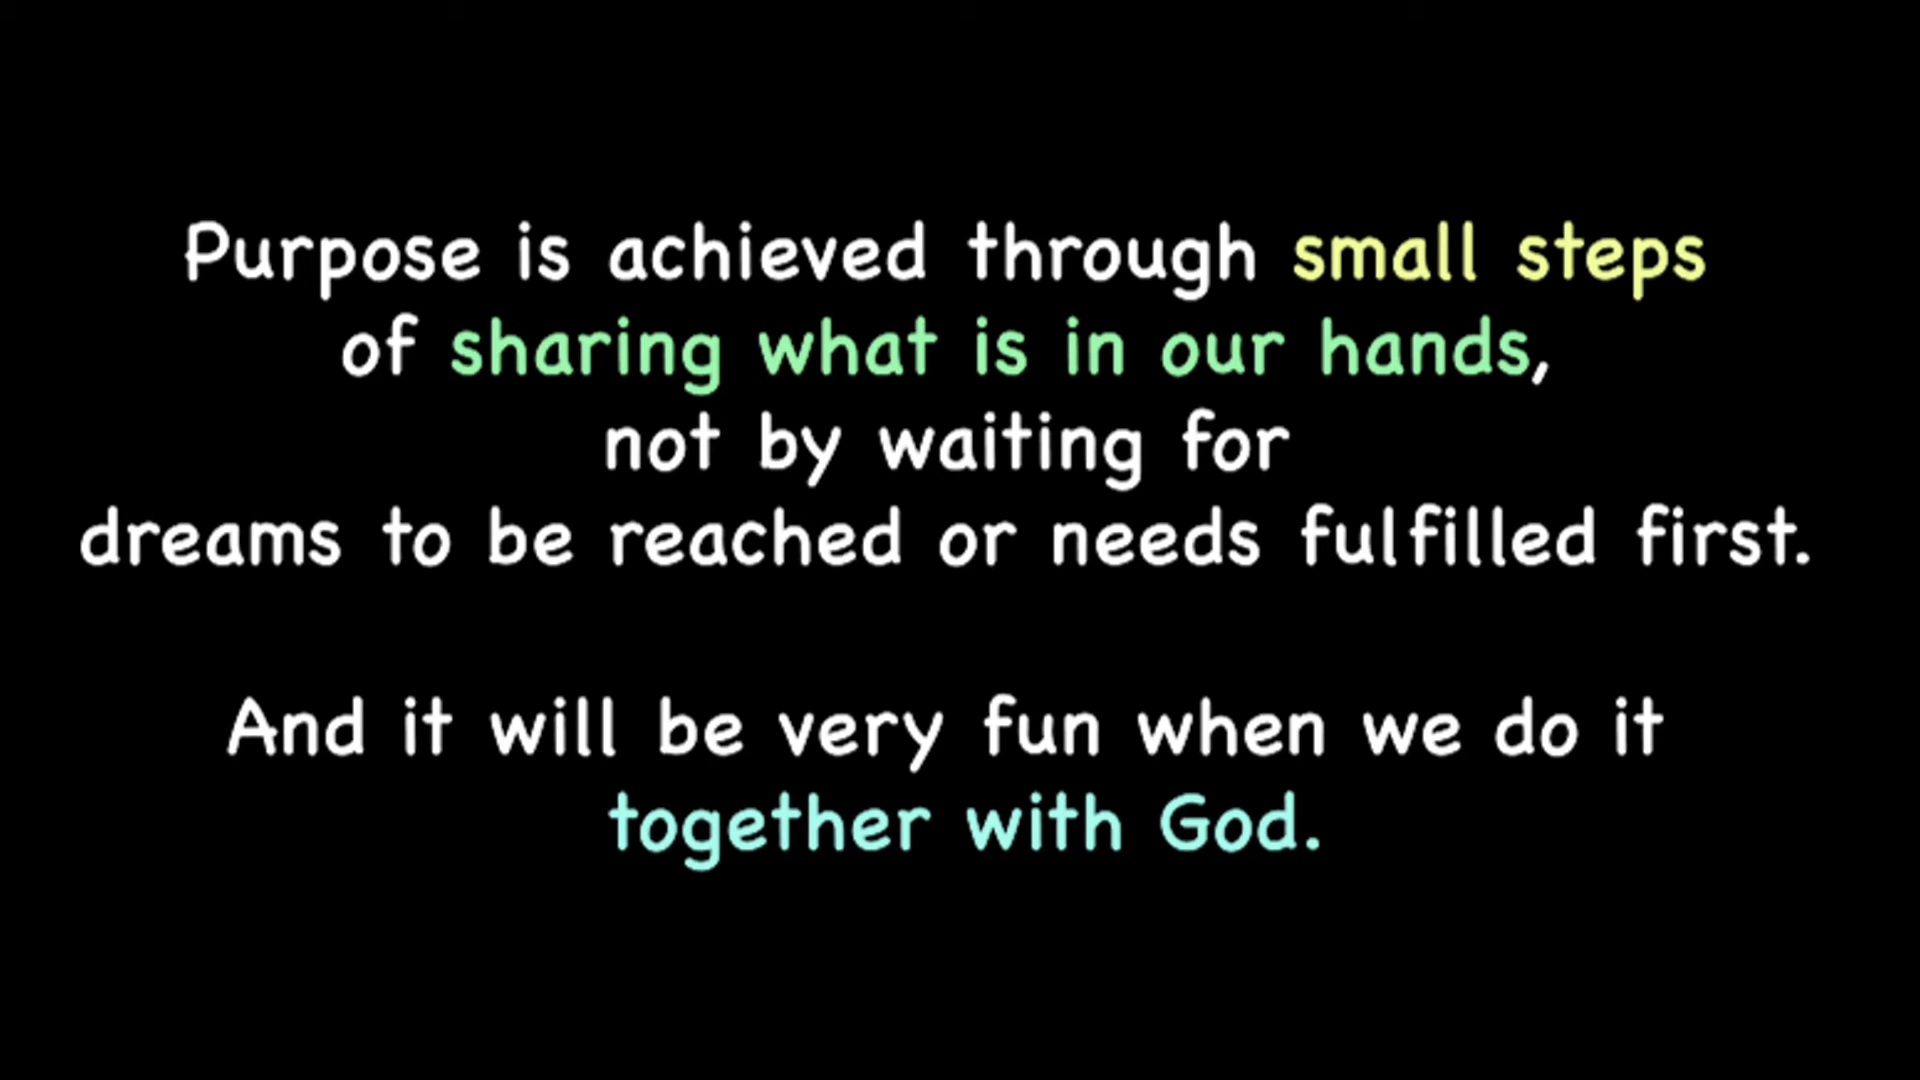 Purpose is achieved through small steps
of sharing what is in our hands,
not by waiting for
dreams to be reached or needs fulfilled first.
And it will be very fun when we do it
together with God.